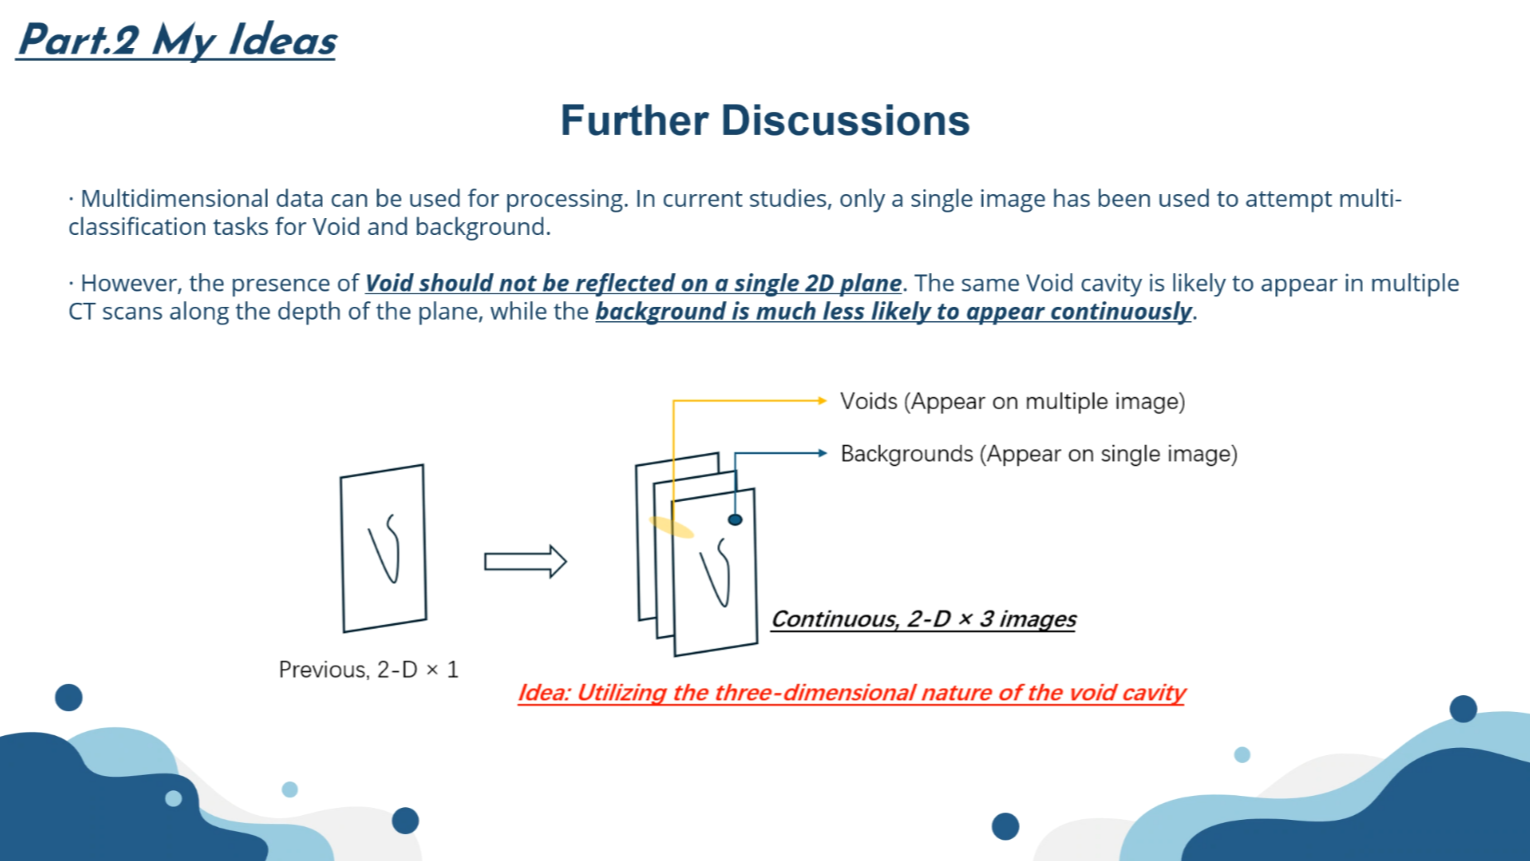 Part.2 My Ideas
Further Discussions
· Multidimensional data can be used for processing. In current studies, only a single image has been used to attempt multi-
classification tasks for Void and background.
· However, the presence of Void should not be reflected on a single 2D plane. The same Void cavity is likely to appear in multiple
CT scans along the depth of the plane, while the background is much less likely to appear continuously.
Voids (Appear on multiple image)
Backgrounds (Appear on single image)
Continuous, 2-D × 3 images
Previous, 2-D × 1
Idea: Utilizing the three-dimensional nature of the void cavity